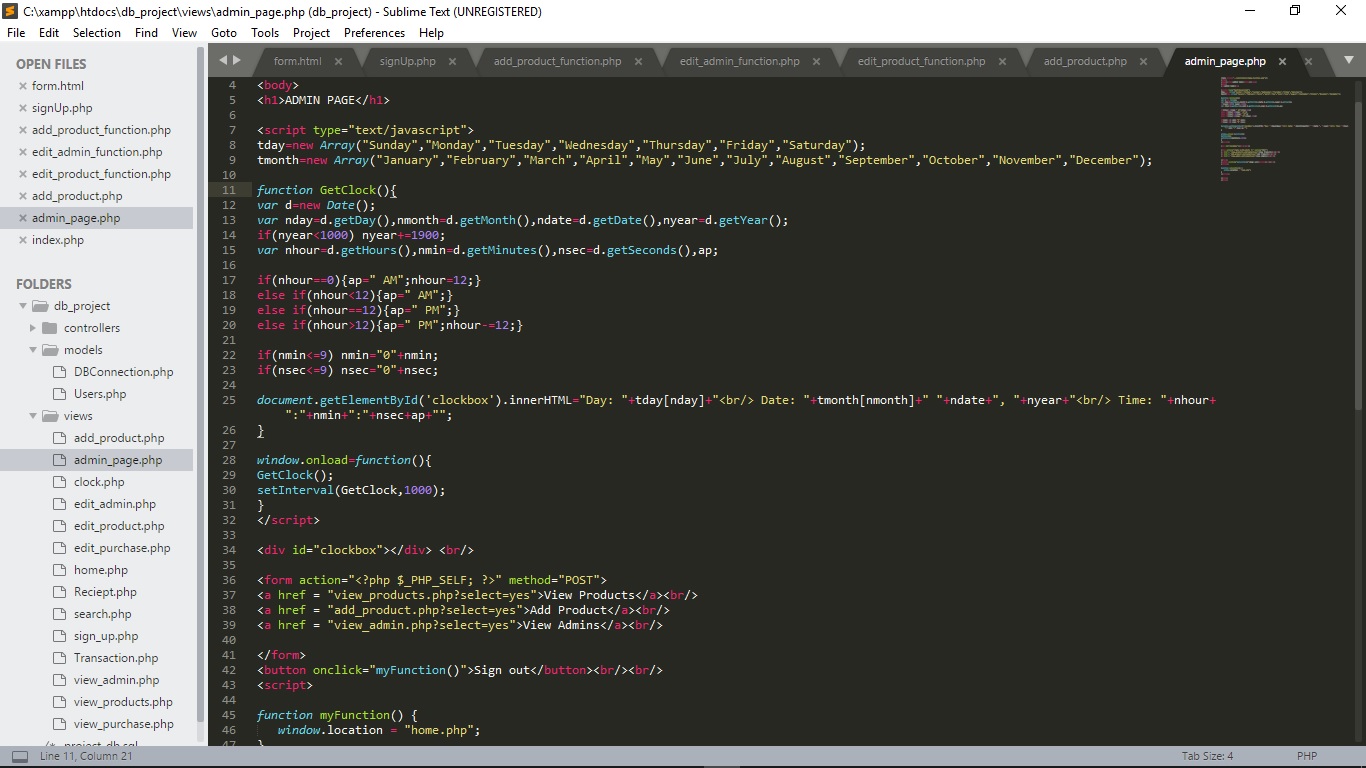 C:\xampp\htdocs\db_project\views\admin_page.php (db_project) - Sublime Text (UNREGISTERED)
File Edit Selection Find View Goto Tools Project Preferences Help
OPEN FILES
form.html
signUp.php
add_product_function.php
edit_admin_function.php
edit_product_function.php
add_product.php
admin_page.php
index.php
FOLDERS
db_project
controllers
models
DBConnection.php
Users.php
views
add_product.php
admin_page.php
clock.php
edit_admin.php
edit_product.php
edit_purchase.php
home.php
Reciept.php
search.php
sign_up.php
Transaction.php
view_admin.php
view_products.php
view_purchase.php
form.html signUp.php add_product_function.php edit_admin_function.php edit_product_function.php add_product.php admin_page.php
4 <body>
5 <h1>ADMIN PAGE</h1>
6
7 <script type="text/javascript">
8 tday=new Array("Sunday","Monday","Tuesday","Wednesday","Thursday","Friday","Saturday");
9 tmonth=new Array("January","February","March","April","May","June","July","August","September","October","November","December");
10
11 function GetClock(){
12 var d=new Date();
13 var nday=d.getDay(),nmonth=d.getMonth(),ndate=d.getDate(),nyear=d.getYear();
14 if(nyear<1000) nyear+=1900;
15 var nhour=d.getHours(),nmin=d.getMinutes(),nsec=d.getSeconds(),ap;
16
17 if(nhour==0){ap=" AM";nhour=12;}
18 else if(nhour<12){ap=" AM";}
19 else if(nhour==12){ap=" PM";}
20 else if(nhour>12){ap=" PM";nhour-=12;}
21
22 if(nmin<=9) nmin="0"+nmin;
23 if(nsec<=9) nsec="0"+nsec;
24
25 document.getElementById('clockbox').innerHTML="Day: "+tday[nday]+"<br/> Date: "+tmonth[nmonth]+" "+ndate+", "+nyear+"<br/> Time: "+nhour+
":"+nmin+":"+nsec+ap+"";
26 }
27
28 window.onload=function(){
29 GetClock();
30 setInterval(GetClock,1000);
31 }
32 </script>
33
34 <div id="clockbox"></div> <br/>
35
36 <form action="<?php $_PHP_SELF; ?>" method="POST">
37 <a href = "view_products.php?select=yes">View Products</a><br/>
38 <a href = "add_product.php?select=yes">Add Product</a><br/>
39 <a href = "view_admin.php?select=yes">View Admins</a><br/>
40
41 </form>
42 <button onclick="myFunction()">Sign out</button><br/><br/>
43 <script>
44
45 function myFunction() {
46 window.location = "home.php";
47 }
Line 11, Column 21 Tab Size: 4 PHP